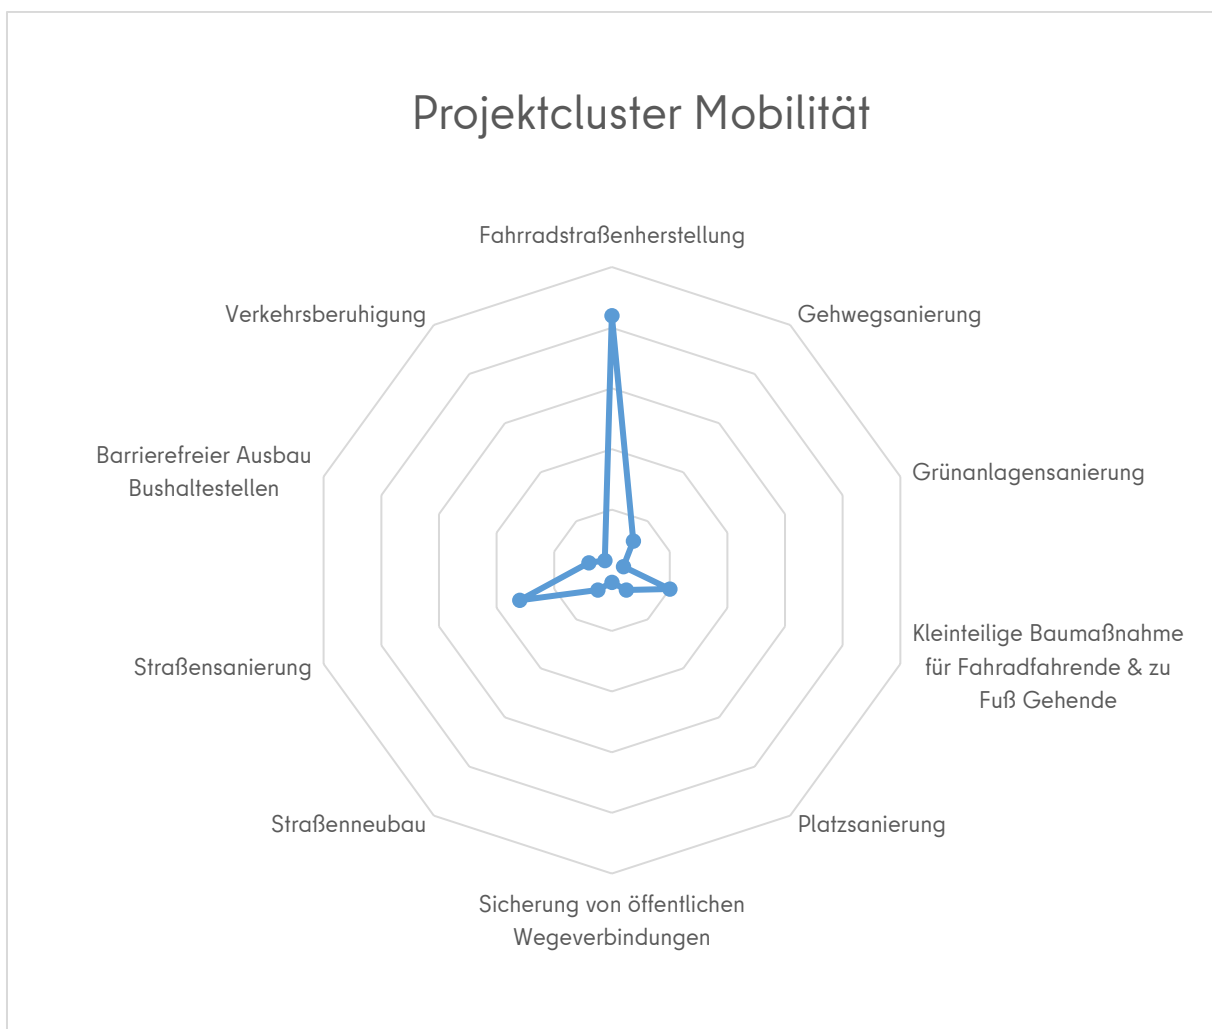 Projektcluster Mobilität
Fahrradstraßenherstellung
Gehwegsanierung
Grünanlagensanierung
Kleinteilige Baumaßnahme
für Fahradfahrende & zu
Fuß Gehende
Platzsanierung
Sicherung von öffentlichen
Wegeverbindungen
Straßenneubau
Straßensanierung
Barrierefreier Ausbau
Bushaltestellen
Verkehrsberuhigung